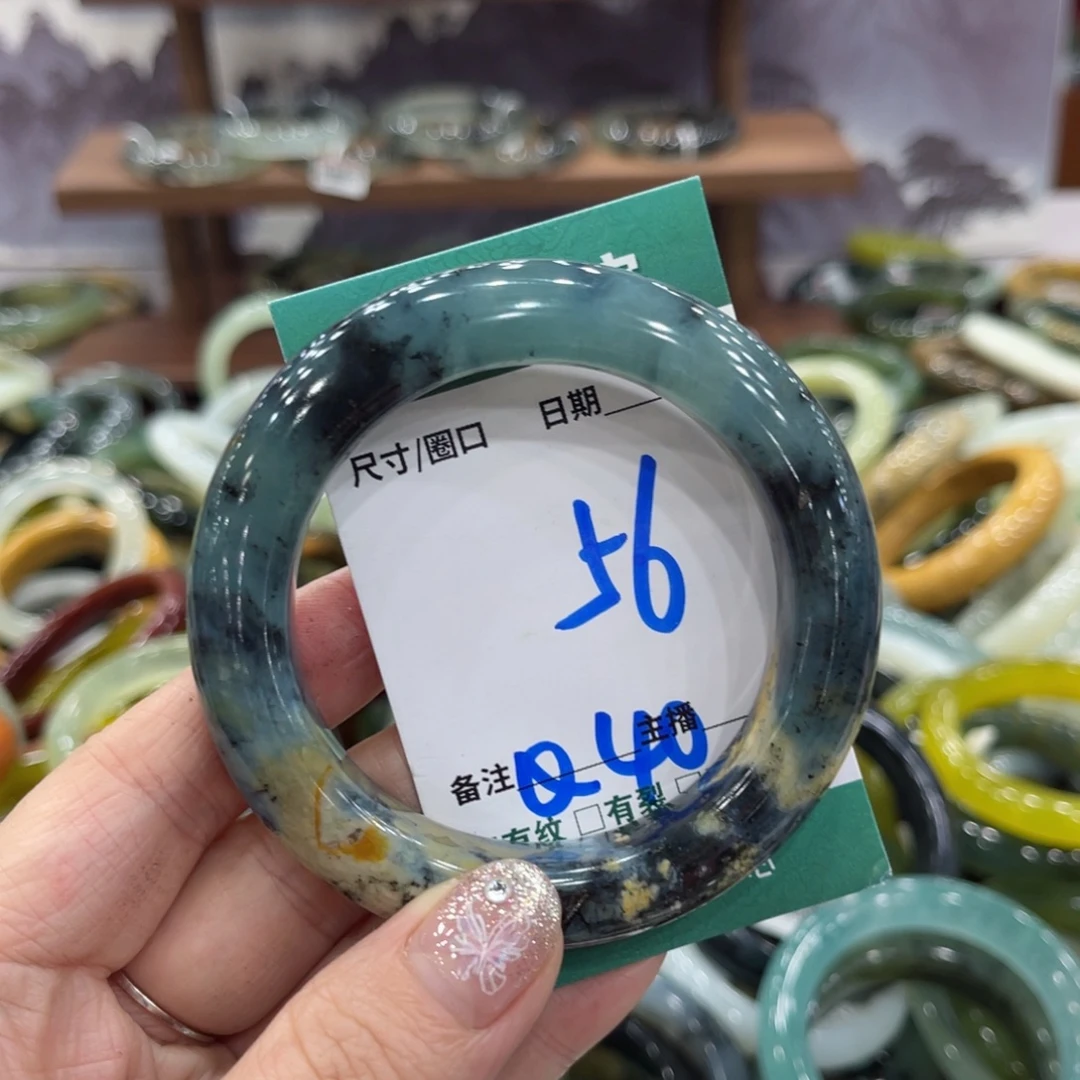 日期
尺寸/圈口
56
主播
备注 Q40
有纹 □有裂 □